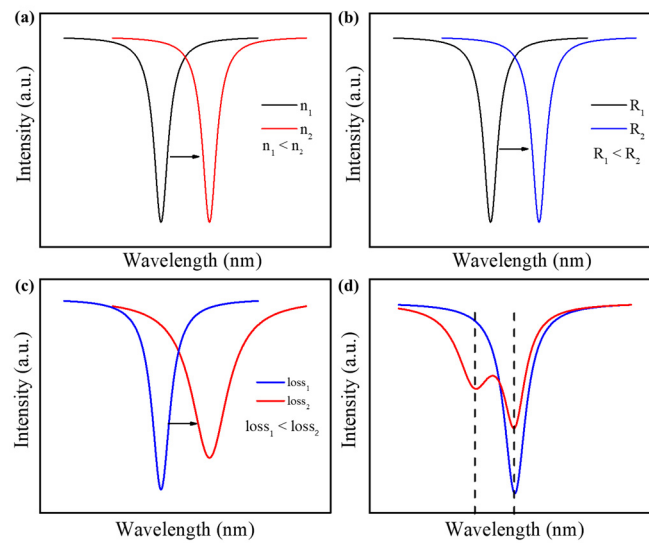 (a)
Intensity (a.u.)
n₁
n₂
n₁ < n₂
Wavelength (nm)
(b)
Intensity (a.u.)
R₁
R₂
R₁ < R₂
Wavelength (nm)
(c)
Intensity (a.u.)
loss₁
loss₂
loss₁ < loss₂
Wavelength (nm)
(d)
Intensity (a.u.)
Wavelength (nm)